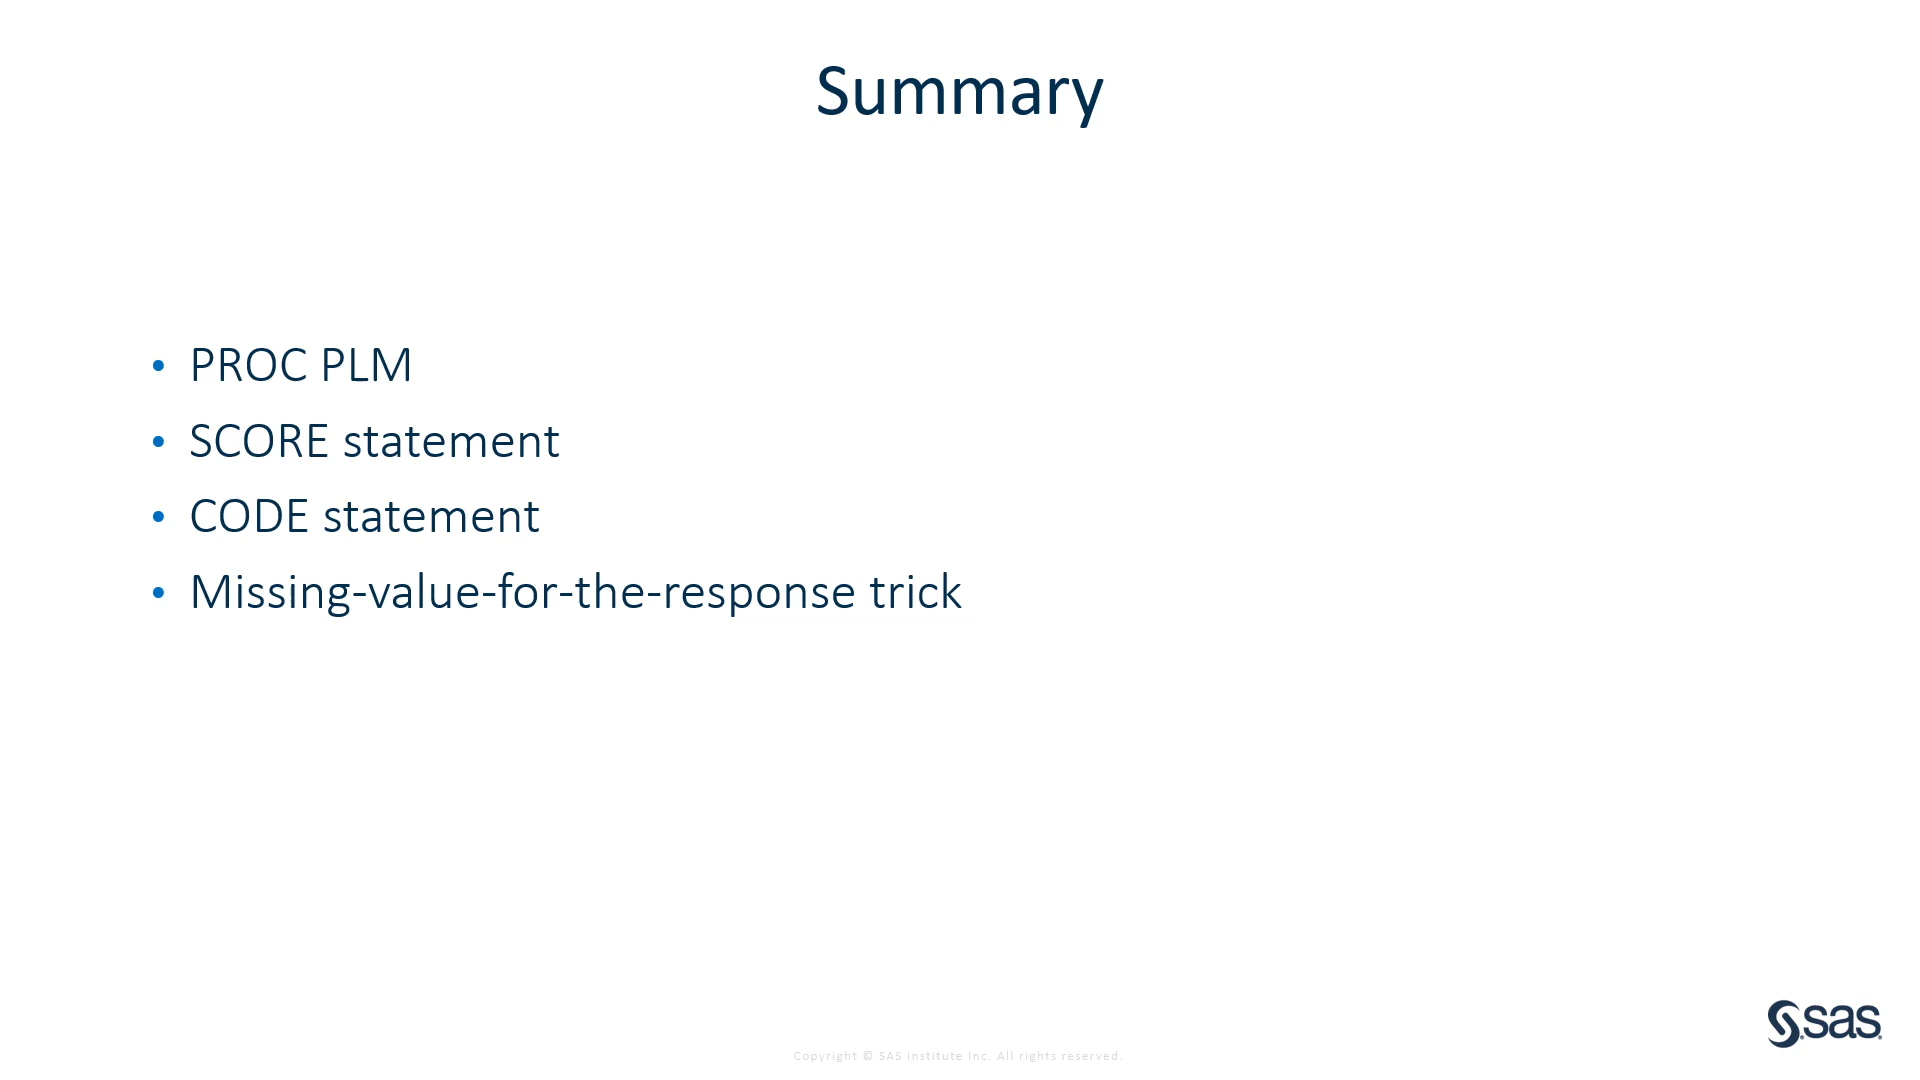 Summary
• PROC PLM
• SCORE statement
• CODE statement
• Missing-value-for-the-response trick
sas
Copyright © SAS Institute Inc. All rights reserved.